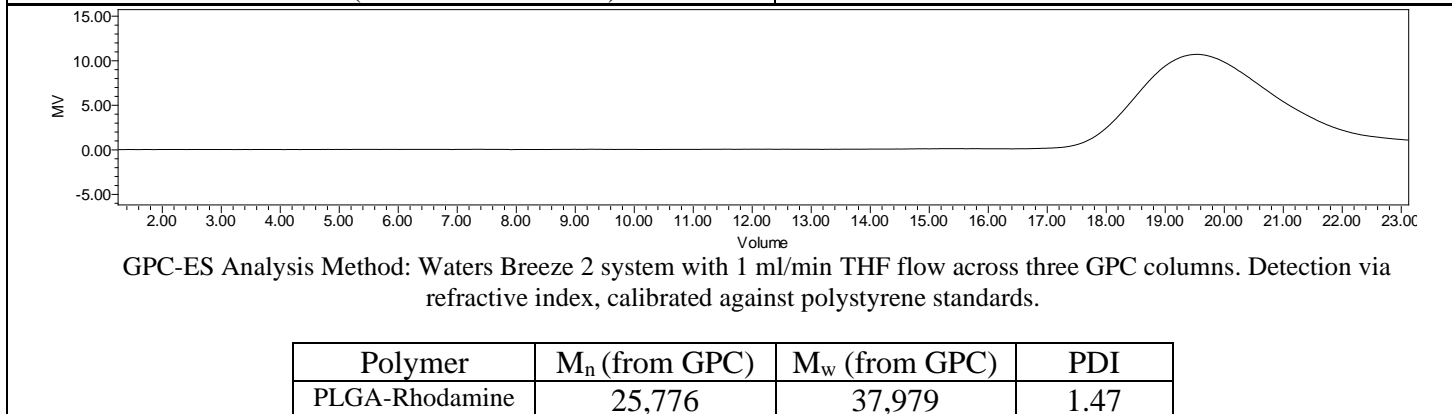 15.00
10.00
MV
5.00
0.00
-5.00
2.00 3.00 4.00 5.00 6.00 7.00 8.00 9.00 10.00 11.00 12.00 13.00 14.00 15.00 16.00 17.00 18.00 19.00 20.00 21.00 22.00 23.00
Volume
GPC-ES Analysis Method: Waters Breeze 2 system with 1 ml/min THF flow across three GPC columns. Detection via
refractive index, calibrated against polystyrene standards.
Polymer Mn (from GPC) Mw (from GPC) PDI
PLGA-Rhodamine 25,776 37,979 1.47